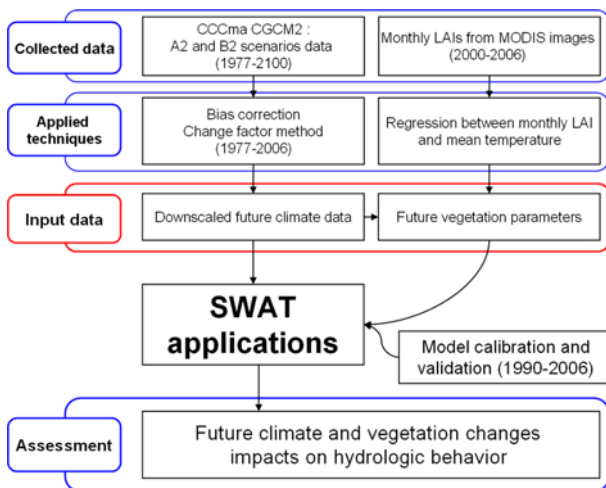 Collected data
CCCma CGCM2 :
A2 and B2 scenarios data
(1977-2100)
Monthly LAIs from MODIS images
(2000-2006)
Applied
techniques
Bias correction
Change factor method
(1977-2006)
Regression between monthly LAI
and mean temperature
Input data
Downscaled future climate data
Future vegetation parameters
SWAT
applications
Model calibration and
validation (1990-2006)
Assessment
Future climate and vegetation changes
impacts on hydrologic behavior